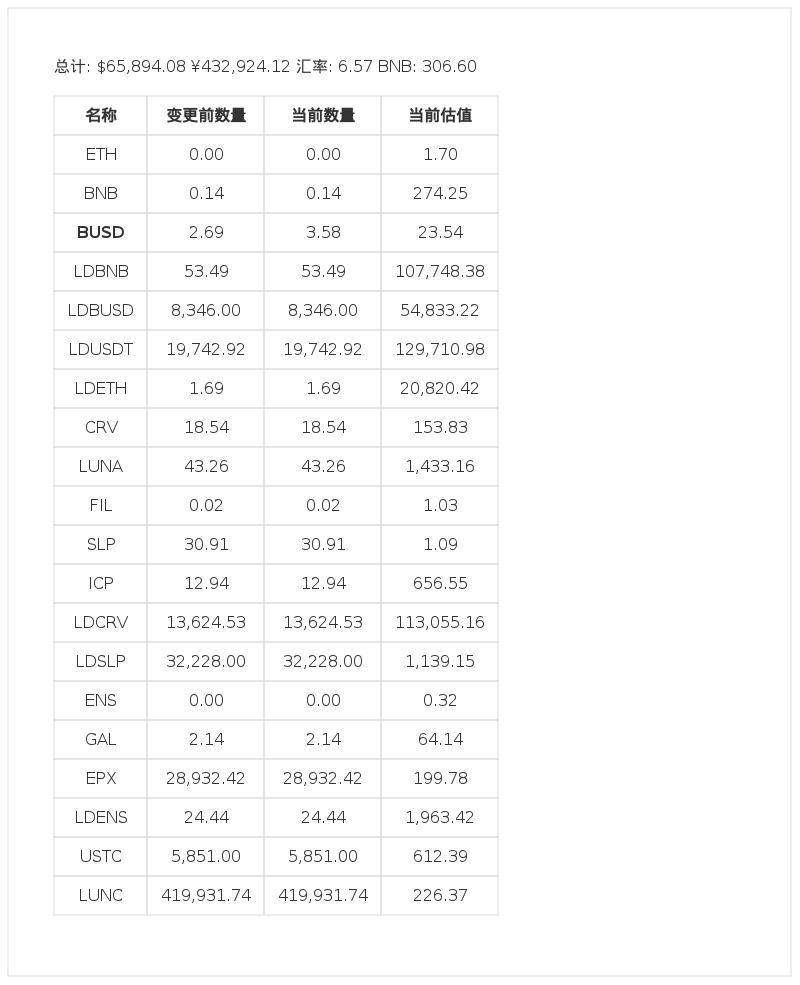 总计: $65,894.08 ¥432,924.12 汇率: 6.57 BNB: 306.60
名称 变更前数量 当前数量 当前估值
ETH 0.00 0.00 1.70
BNB 0.14 0.14 274.25
BUSD 2.69 3.58 23.54
LDBNB 53.49 53.49 107,748.38
LDBUSD 8,346.00 8,346.00 54,833.22
LDUSDT 19,742.92 19,742.92 129,710.98
LDETH 1.69 1.69 20,820.42
CRV 18.54 18.54 153.83
LUNA 43.26 43.26 1,433.16
FIL 0.02 0.02 1.03
SLP 30.91 30.91 1.09
ICP 12.94 12.94 656.55
LDCRV 13,624.53 13,624.53 113,055.16
LDSLP 32,228.00 32,228.00 1,139.15
ENS 0.00 0.00 0.32
GAL 2.14 2.14 64.14
EPX 28,932.42 28,932.42 199.78
LDENS 24.44 24.44 1,963.42
USTC 5,851.00 5,851.00 612.39
LUNC 419,931.74 419,931.74 226.37